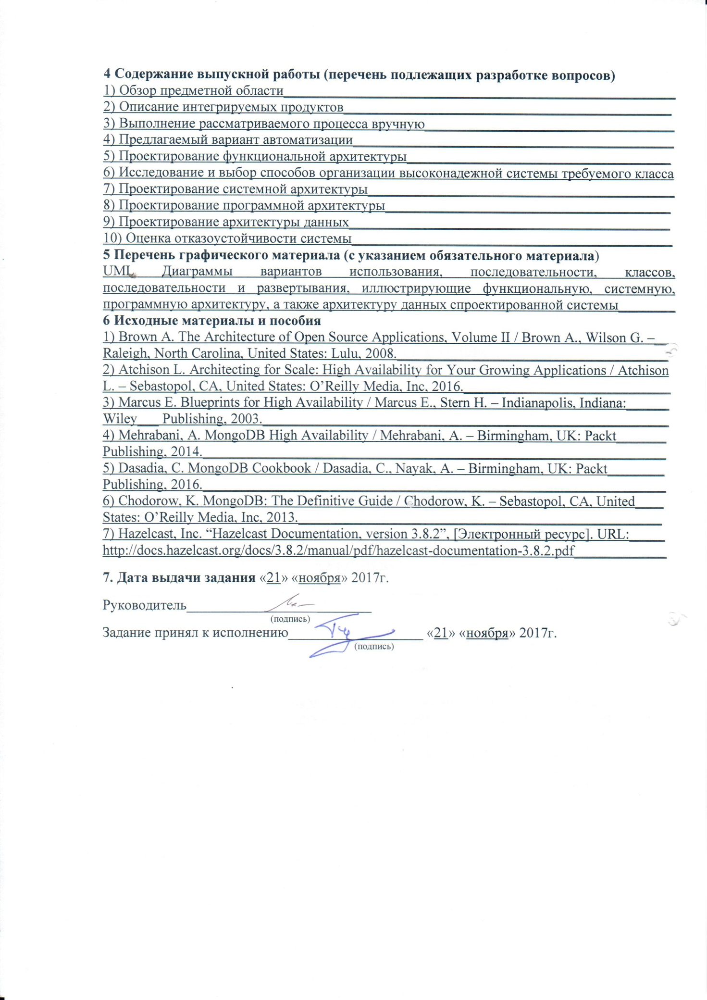 4 Содержание выпускной работы (перечень подлежащих разработке вопросов)
1) Обзор предметной области
2) Описание интегрируемых продуктов
3) Выполнение рассматриваемого процесса вручную
4) Предлагаемый вариант автоматизации
5) Проектирование функциональной архитектуры
6) Исследование и выбор способов организации высоконадежной системы требуемого класса
7) Проектирование системной архитектуры
8) Проектирование программной архитектуры
9) Проектирование архитектуры данных
10) Оценка отказоустойчивости системы
5 Перечень графического материала (с указанием обязательного материала)
UML Диаграммы вариантов использования, последовательности, классов,
последовательности и развертывания, иллюстрирующие функциональную, системную,
программную архитектуру, а также архитектуру данных спроектированной системы
6 Исходные материалы и пособия
1) Brown A. The Architecture of Open Source Applications, Volume II / Brown A., Wilson G. –
Raleigh, North Carolina, United States: Lulu, 2008.
2) Atchison L. Architecting for Scale: High Availability for Your Growing Applications / Atchison
L. – Sebastopol, CA, United States: O’Reilly Media, Inc, 2016.
3) Marcus E. Blueprints for High Availability / Marcus E., Stern H. – Indianapolis, Indiana:
Wiley___ Publishing, 2003.
4) Mehrabani, A. MongoDB High Availability / Mehrabani, A. – Birmingham, UK: Packt
Publishing, 2014.
5) Dasadia, C. MongoDB Cookbook / Dasadia, C., Nayak, A. – Birmingham, UK: Packt
Publishing, 2016.
6) Chodorow, K. MongoDB: The Definitive Guide / Chodorow, K. – Sebastopol, CA, United
States: O’Reilly Media, Inc, 2013.
7) Hazelcast, Inc. “Hazelcast Documentation, version 3.8.2”, [Электронный ресурс]. URL:
http://docs.hazelcast.org/docs/3.8.2/manual/pdf/hazelcast-documentation-3.8.2.pdf
7. Дата выдачи задания «21» «ноября» 2017г.
Руководитель
(подпись)
Задание принял к исполнению «21» «ноября» 2017г.
(подпись)